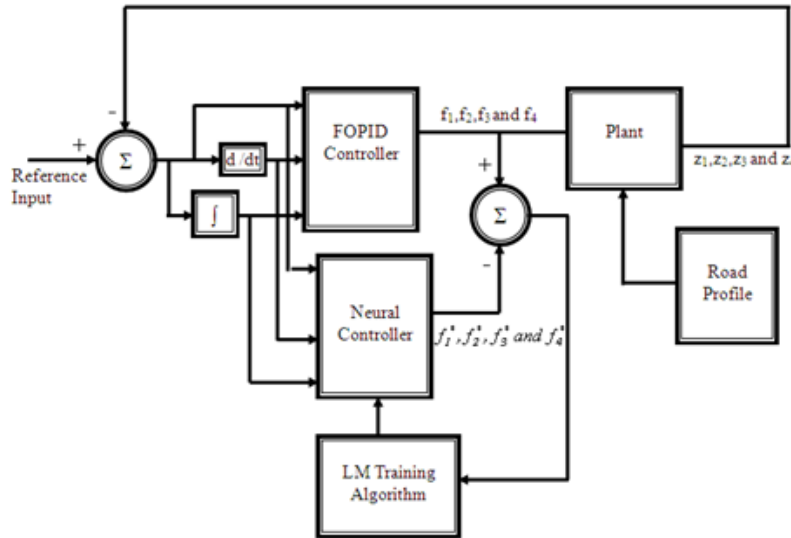 -
+
Σ
Reference
Input
d /dt
∫
FOPID
Controller
f₁,f₂,f₃ and f₄
Plant
z₁,z₂,z₃ and z
+
Σ
-
Road
Profile
Neural
Controller
f₁*, f₂*, f₃* and f₄*
LM Training
Algorithm